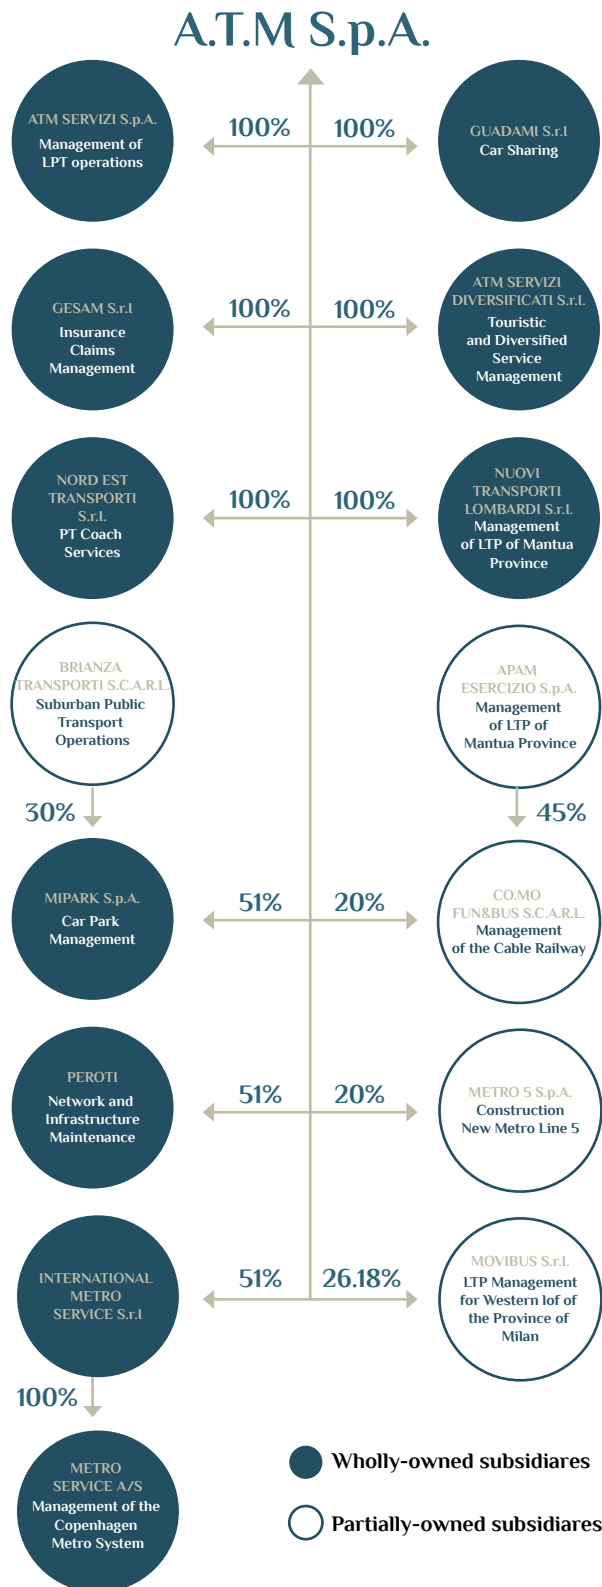 A.T.M S.p.A.
ATM SERVIZI S.p.A.
Management of
LPT operations
100%
100%
GUADAMI S.r.l
Car Sharing
GESAM S.r.l
Insurance
Claims
Management
100%
100%
ATM SERVIZI
DIVERSIFICATI S.r.l.
Touristic
and Diversified
Service
Management
NORD EST
TRANSPORTI
S.r.l.
PT Coach
Services
100%
100%
NUOVI
TRANSPORTI
LOMBARDI S.r.l.
Management
of LTP of Mantua
Province
BRIANZA
TRANSPORTI S.C.A.R.L.
Suburban Public
Transport
Operations
APAM
ESERCIZIO S.p.A.
Management
of LTP of
Mantua Province
30%
45%
MIPARK S.p.A.
Car Park
Management
51%
20%
CO.MO
FUN&BUS S.C.A.R.L.
Management
of the Cable Railway
PEROTI
Network and
Infrastructure
Maintenance
51%
20%
METRO 5 S.p.A.
Construction
New Metro Line 5
INTERNATIONAL
METRO
SERVICE S.r.l
51%
26.18%
MOVIBUS S.r.l.
LTP Management
for Western lof of
the Province of
Milan
100%
METRO
SERVICE A/S
Management of the
Copenhagen
Metro System
Wholly-owned subsidiares
Partially-owned subsidiares